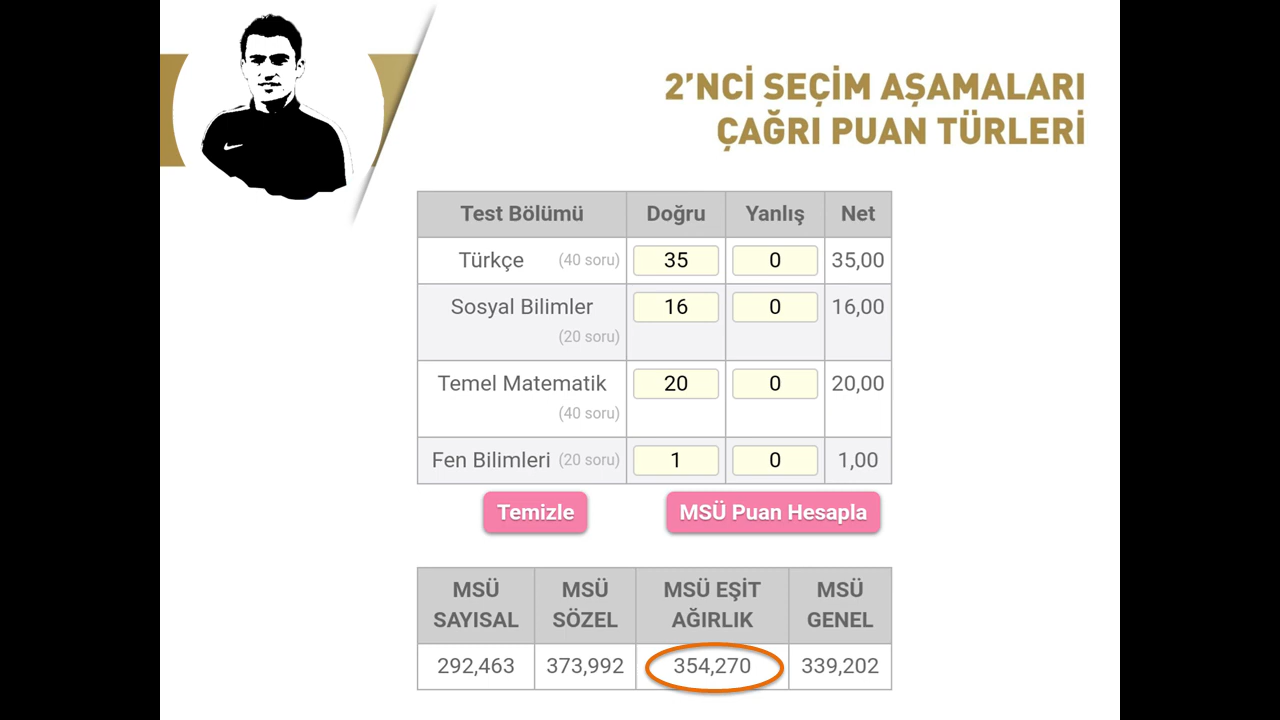 2'NCİ SEÇİM AŞAMALARI
ÇAĞRI PUAN TÜRLERİ
Test Bölümü Doğru Yanlış Net
Türkçe (40 soru) 35 0 35,00
Sosyal Bilimler 16 0 16,00
(20 soru)
Temel Matematik 20 0 20,00
(40 soru)
Fen Bilimleri (20 soru) 1 0 1,00
Temizle MSÜ Puan Hesapla
MSÜ MSÜ MSÜ EŞİT MSÜ
SAYISAL SÖZEL AĞIRLIK GENEL
292,463 373,992 354,270 339,202